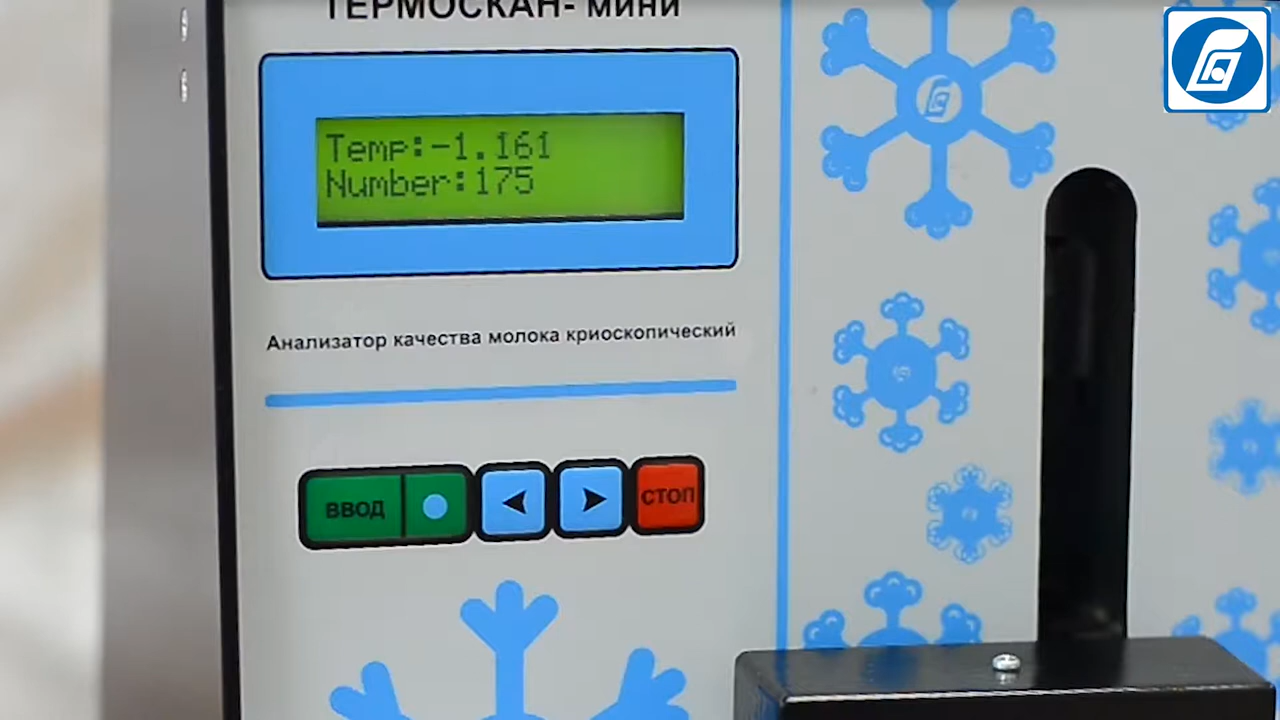 ТЕРМОСКАН- МИНИ
Temp:-1.161
Number:175
Анализатор качества молока криоскопический
ВВОД
СТОП